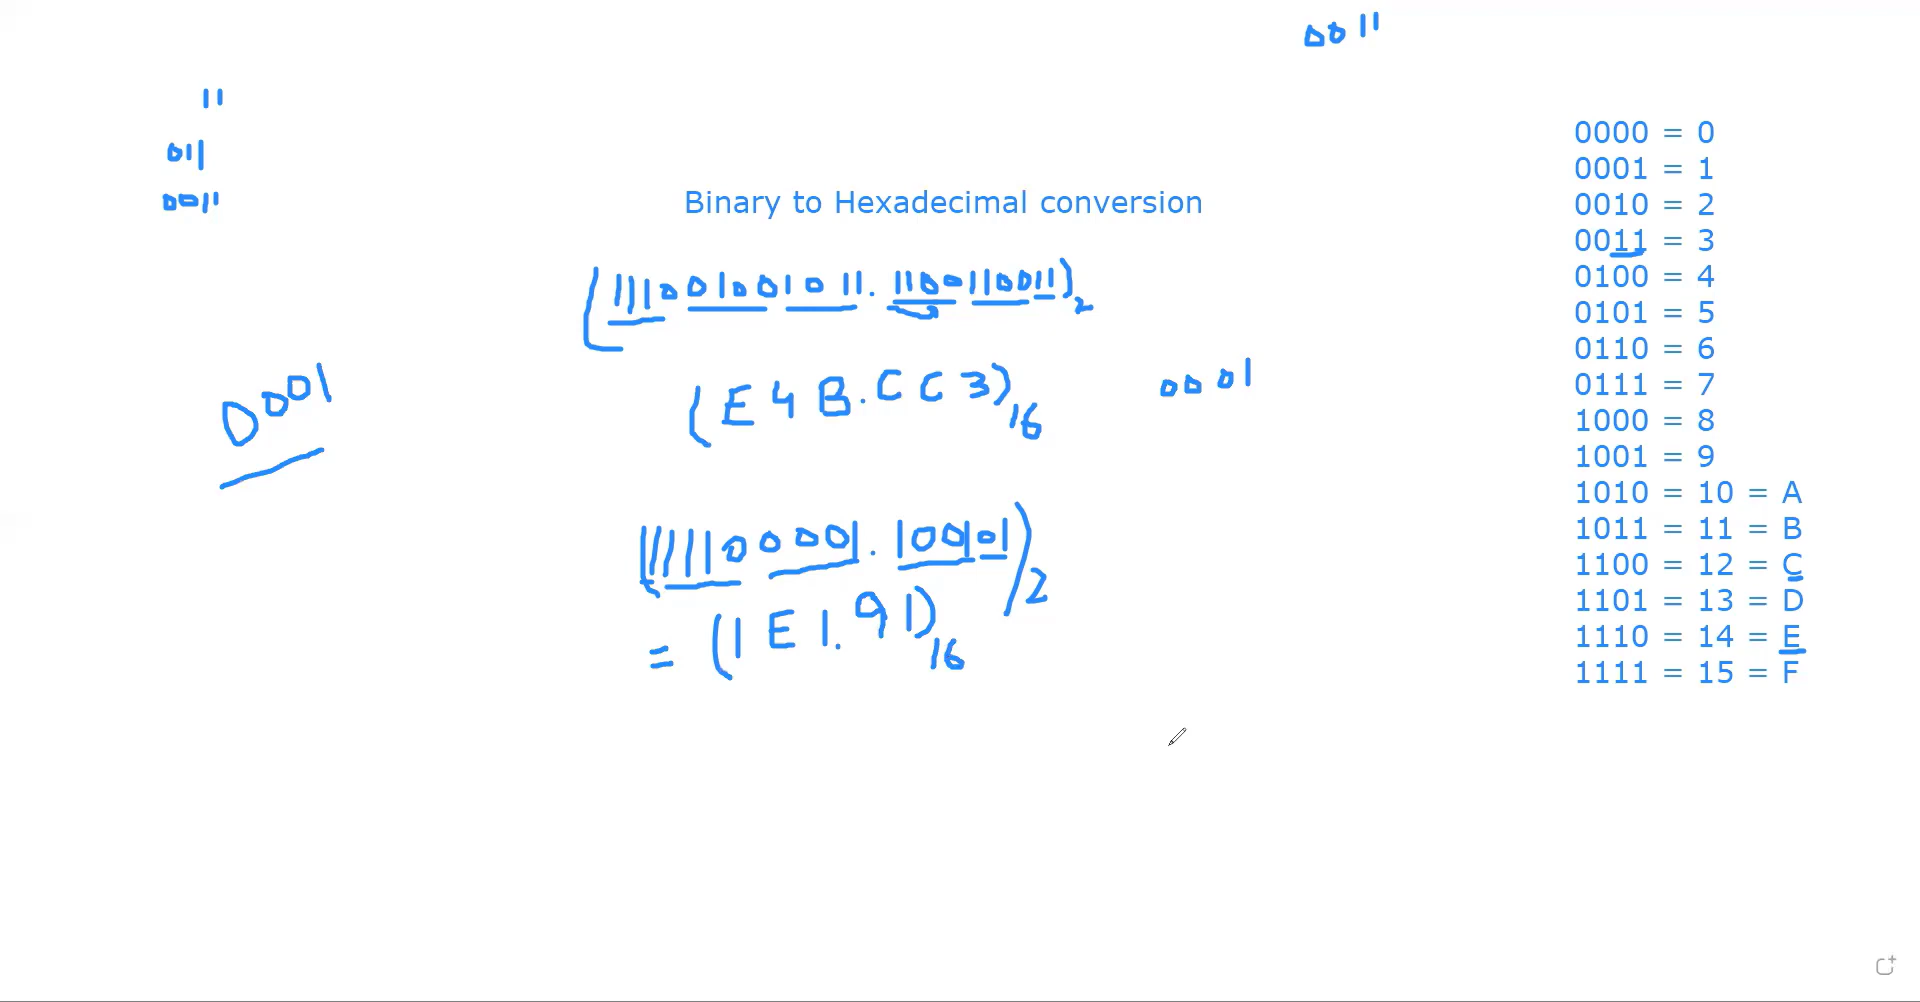 0011
11
011
0011
Binary to Hexadecimal conversion
(111001001011.1100110011)2
(E4B.CC3)16
0001
0001
(111100001.100101)2
= (1E1.91)16
0000 = 0
0001 = 1
0010 = 2
0011 = 3
0100 = 4
0101 = 5
0110 = 6
0111 = 7
1000 = 8
1001 = 9
1010 = 10 = A
1011 = 11 = B
1100 = 12 = C
1101 = 13 = D
1110 = 14 = E
1111 = 15 = F